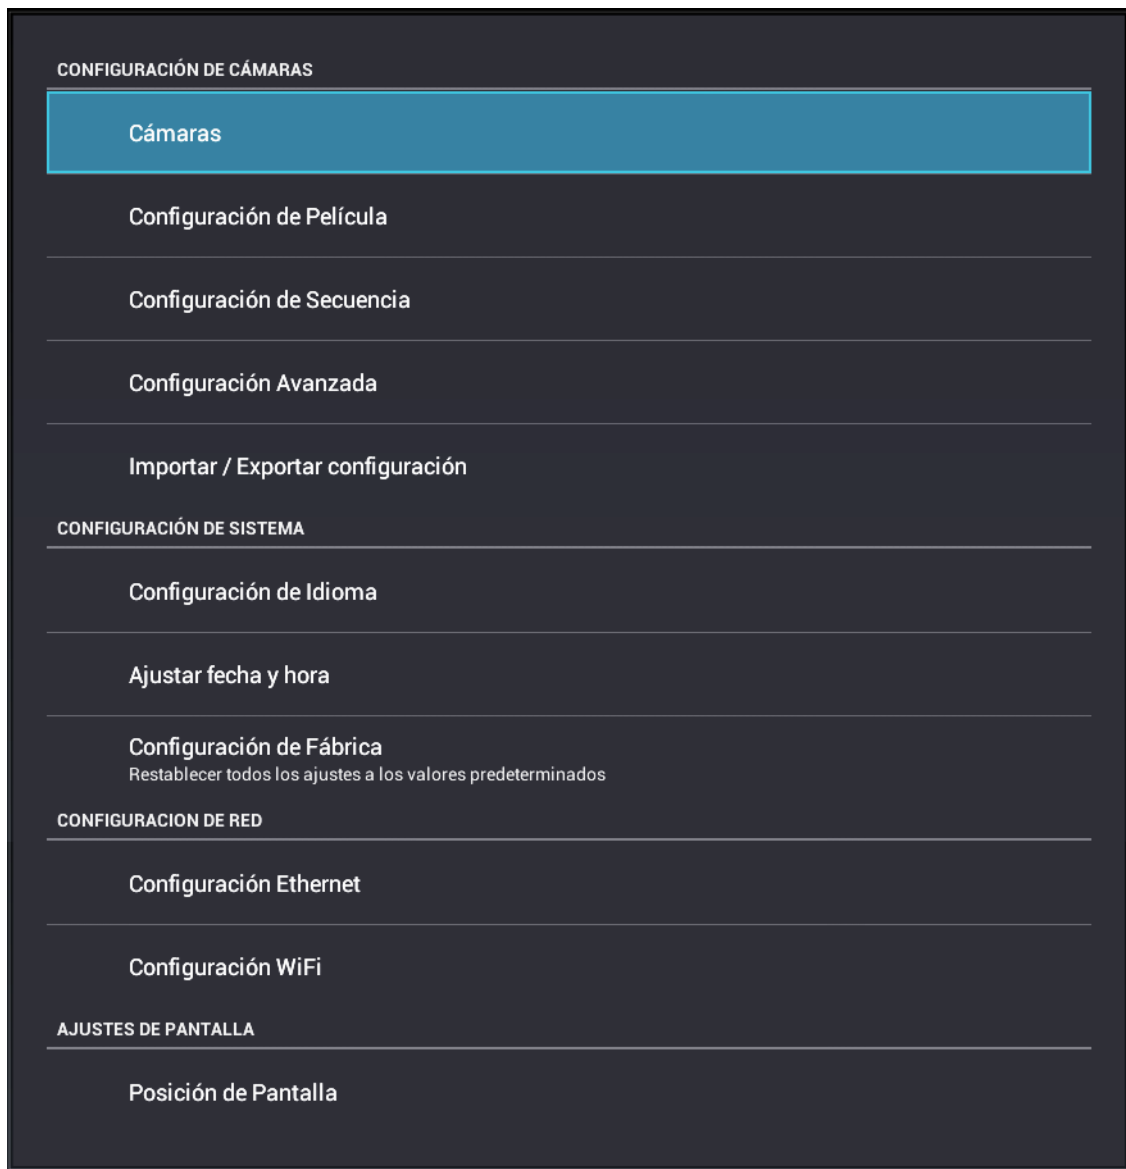 CONFIGURACIÓN DE CÁMARAS
Cámaras
Configuración de Película
Configuración de Secuencia
Configuración Avanzada
Importar / Exportar configuración
CONFIGURACIÓN DE SISTEMA
Configuración de Idioma
Ajustar fecha y hora
Configuración de Fábrica
Restablecer todos los ajustes a los valores predeterminados
CONFIGURACION DE RED
Configuración Ethernet
Configuración WiFi
AJUSTES DE PANTALLA
Posición de Pantalla